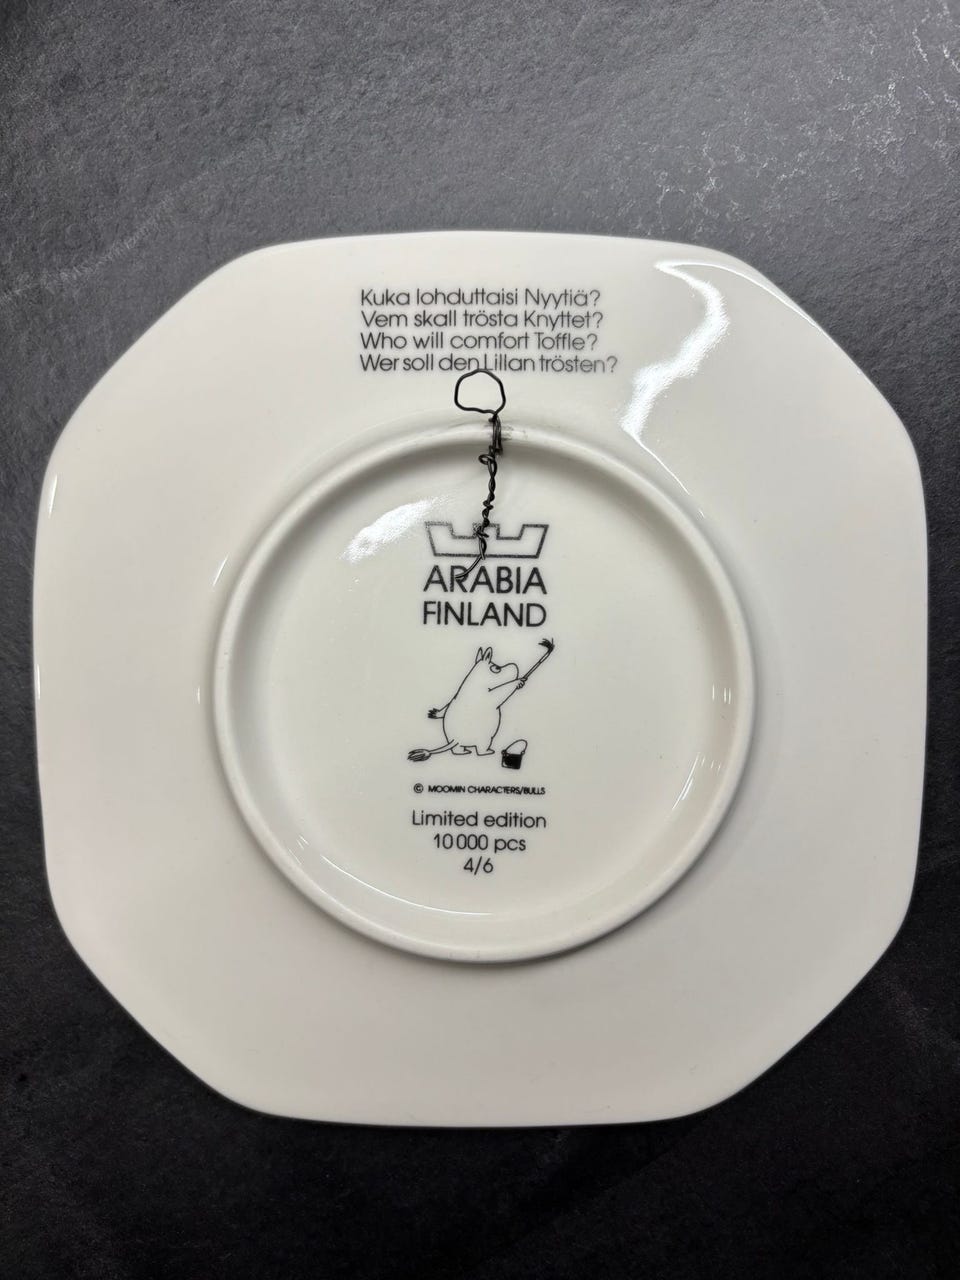 Kuka lohduttaisi Nyytiä?
Vem skall trösta Knyttet?
Who will comfort Toffle?
Wer soll den Lillan trösten?
ARABIA
FINLAND
© MOOMIN CHARACTERS/BULLS
Limited edition
10 000 pcs
4/6